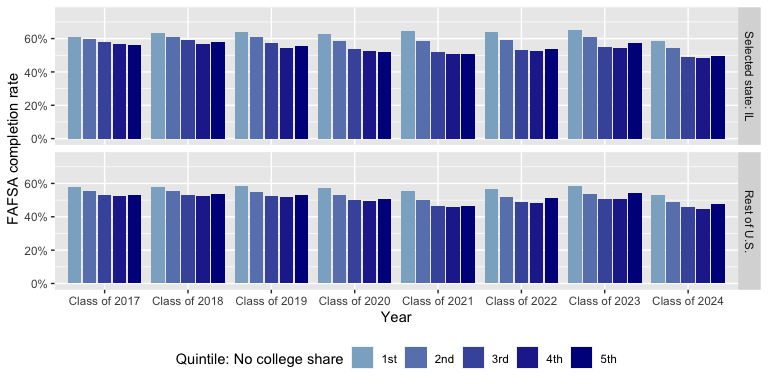 60%
40%
20%
0%
Selected state: IL
60%
40%
20%
0%
Rest of U.S.
FAFSA completion rate
Class of 2017 Class of 2018 Class of 2019 Class of 2020 Class of 2021 Class of 2022 Class of 2023 Class of 2024
Year
Quintile: No college share 1st 2nd 3rd 4th 5th